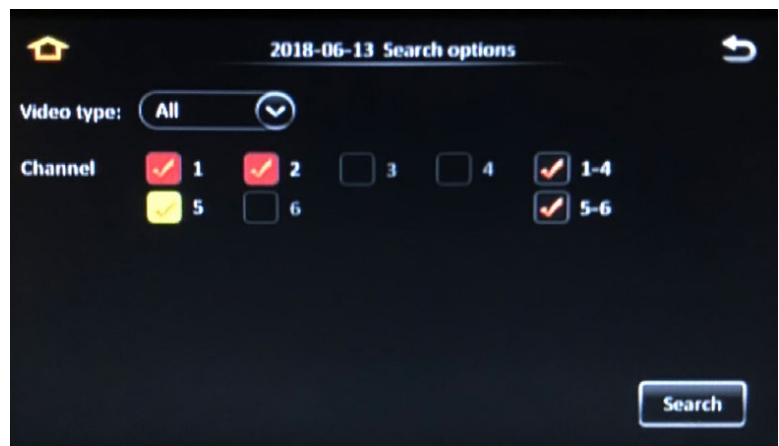 2018-06-13 Search options
Video type: All
Channel 1 2 3 4 1-4
5 6 5-6
Search